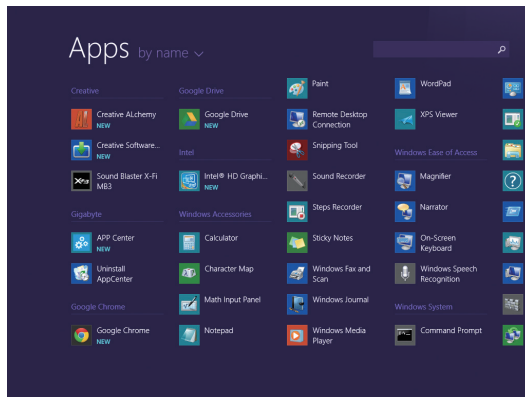 Apps by name
Creative
Creative ALchemy
NEW
Creative Software...
NEW
Sound Blaster X-Fi
MB3
Gigabyte
APP Center
NEW
Uninstall
AppCenter
Google Chrome
Google Chrome
NEW
Google Drive
Google Drive
NEW
Intel
Intel® HD Graphi...
NEW
Windows Accessories
Calculator
Character Map
Math Input Panel
Notepad
Paint
Remote Desktop
Connection
Snipping Tool
Sound Recorder
Steps Recorder
Sticky Notes
Windows Fax and
Scan
Windows Journal
Windows Media
Player
WordPad
XPS Viewer
Windows Ease of Access
Magnifier
Narrator
On-Screen
Keyboard
Windows Speech
Recognition
Windows System
Command Prompt